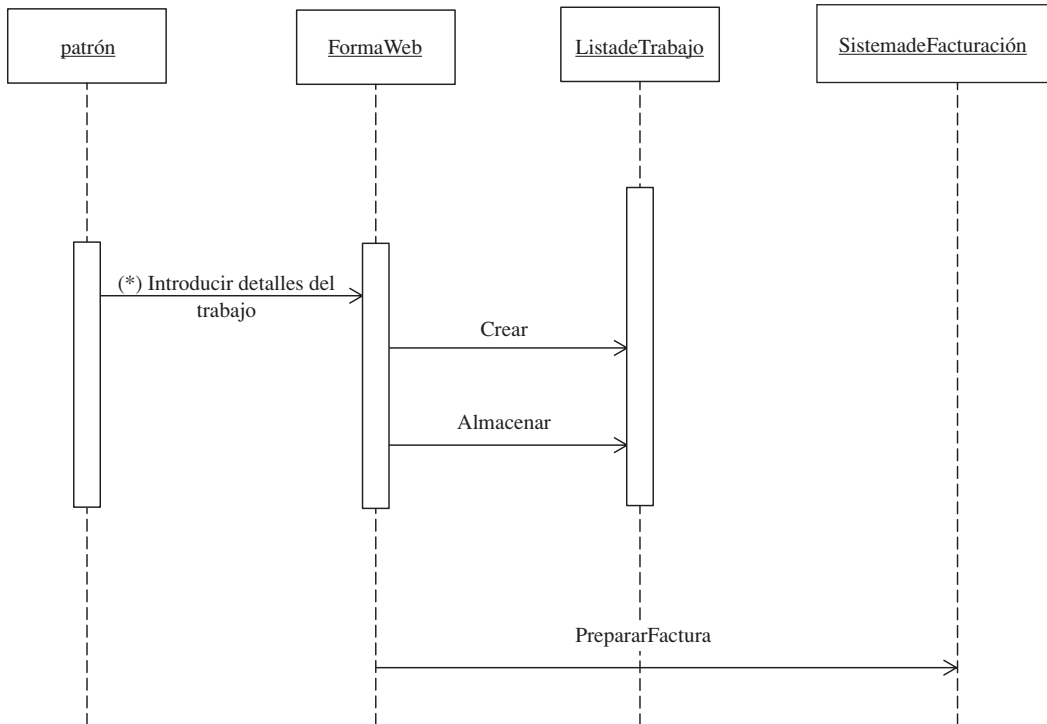 patrón
FormaWeb
ListadeTrabajo
SistemadeFacturación
(*) Introducir detalles del
trabajo
Crear
Almacenar
PrepararFactura